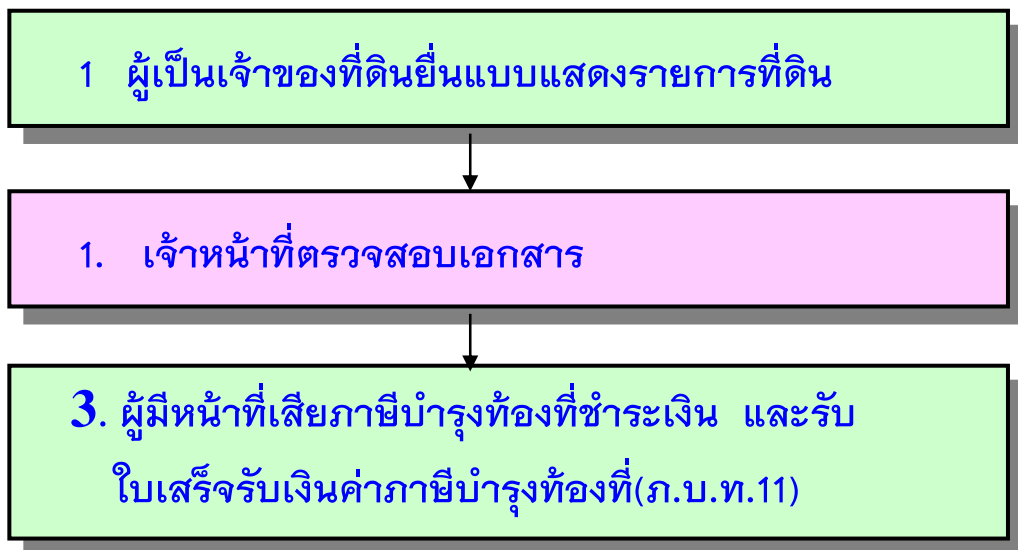 1 ผู้เป็นเจ้าของที่ดินยื่นแบบแสดงรายการที่ดิน
1. เจ้าหน้าที่ตรวจสอบเอกสาร
3. ผู้มีหน้าที่เสียภาษีบำรุงท้องที่ชำระเงิน และรับ
ใบเสร็จรับเงินค่าภาษีบำรุงท้องที่(ภ.บ.ท.11)